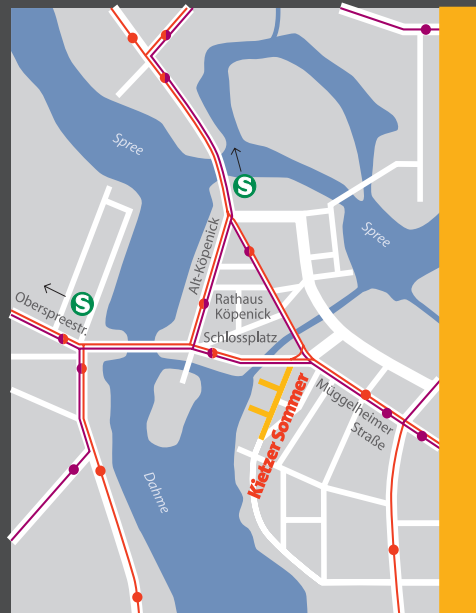 Spree
S
Alt-Köpenick
Spree
S
Oberspreestr.
Rathaus
Köpenick
Schlossplatz
Müggelheimer
Straße
Kietzer Sommer
Dahme